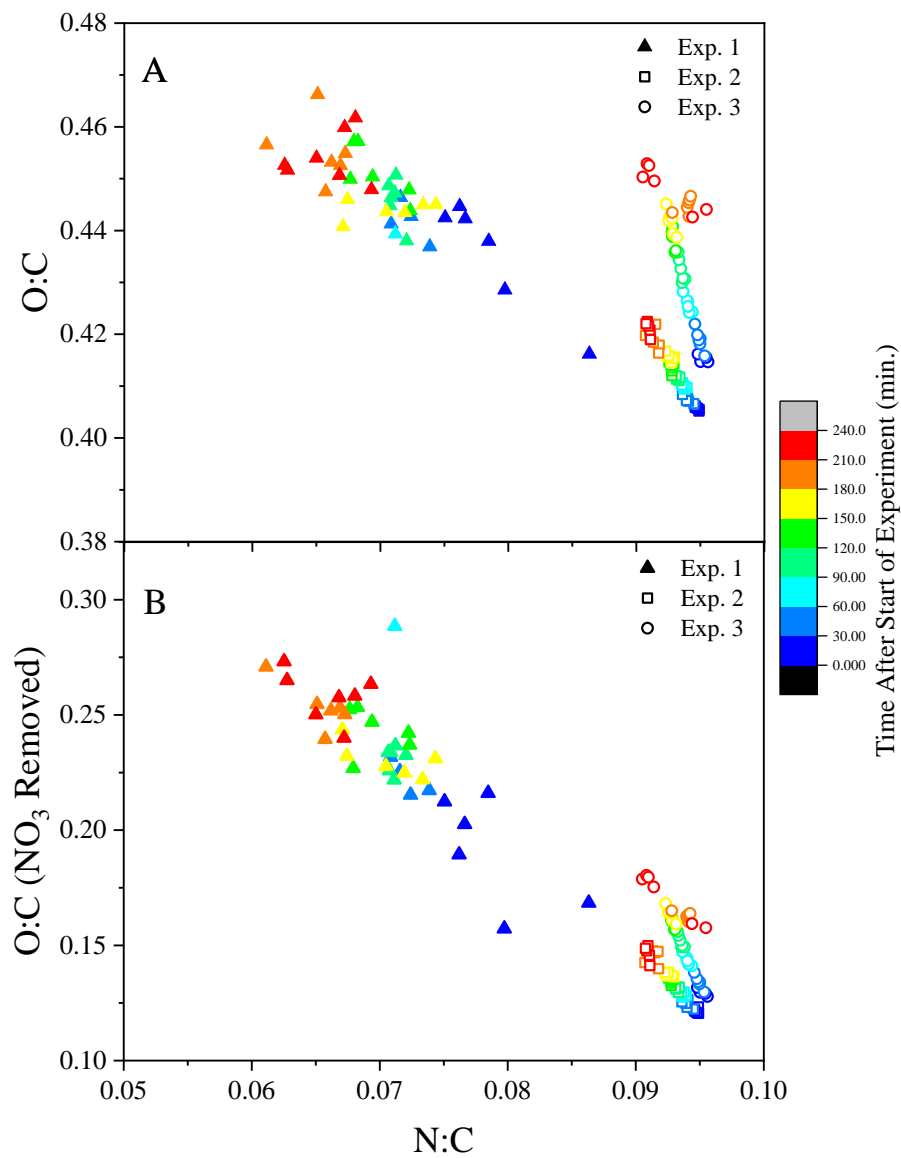 A
Exp. 1
Exp. 2
Exp. 3
0.48
0.46
0.44
0.42
0.40
0.38
O:C
B
Exp. 1
Exp. 2
Exp. 3
0.30
0.25
0.20
0.15
0.10
O:C (NO3 Removed)
0.05
0.06
0.07
0.08
0.09
0.10
N:C
240.0
210.0
180.0
150.0
120.0
90.00
60.00
30.00
0.000
Time After Start of Experiment (min.)